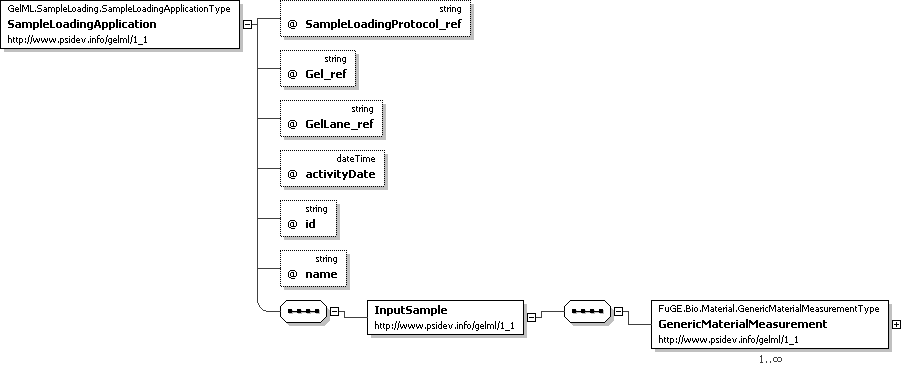 GelML.SampleLoading.SampleLoadingApplicationType
SampleLoadingApplication
http://www.psidev.info/gelml/1_1
string
@ SampleLoadingProtocol_ref
string
@ Gel_ref
string
@ GelLane_ref
dateTime
@ activityDate
string
@ id
string
@ name
InputSample
http://www.psidev.info/gelml/1_1
FuGE.Bio.Material.GenericMaterialMeasurementType
GenericMaterialMeasurement
http://www.psidev.info/gelml/1_1
1..∞